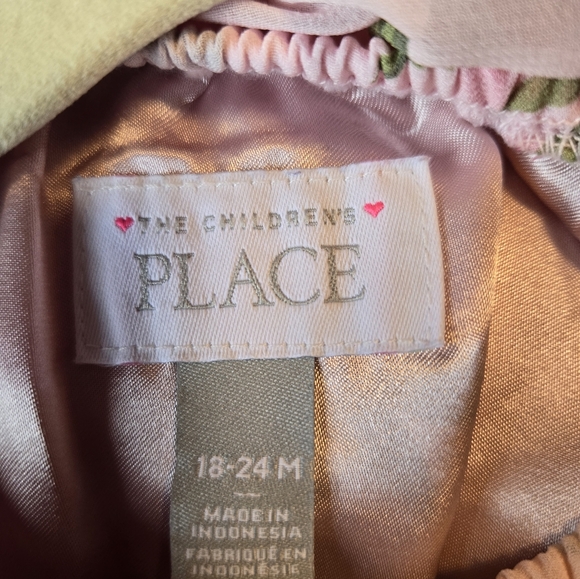 THE CHILDREN'S
PLACE
18-24 M
MADE IN
INDONESIA
FABRIQUÉ EN
INDONÉSIE